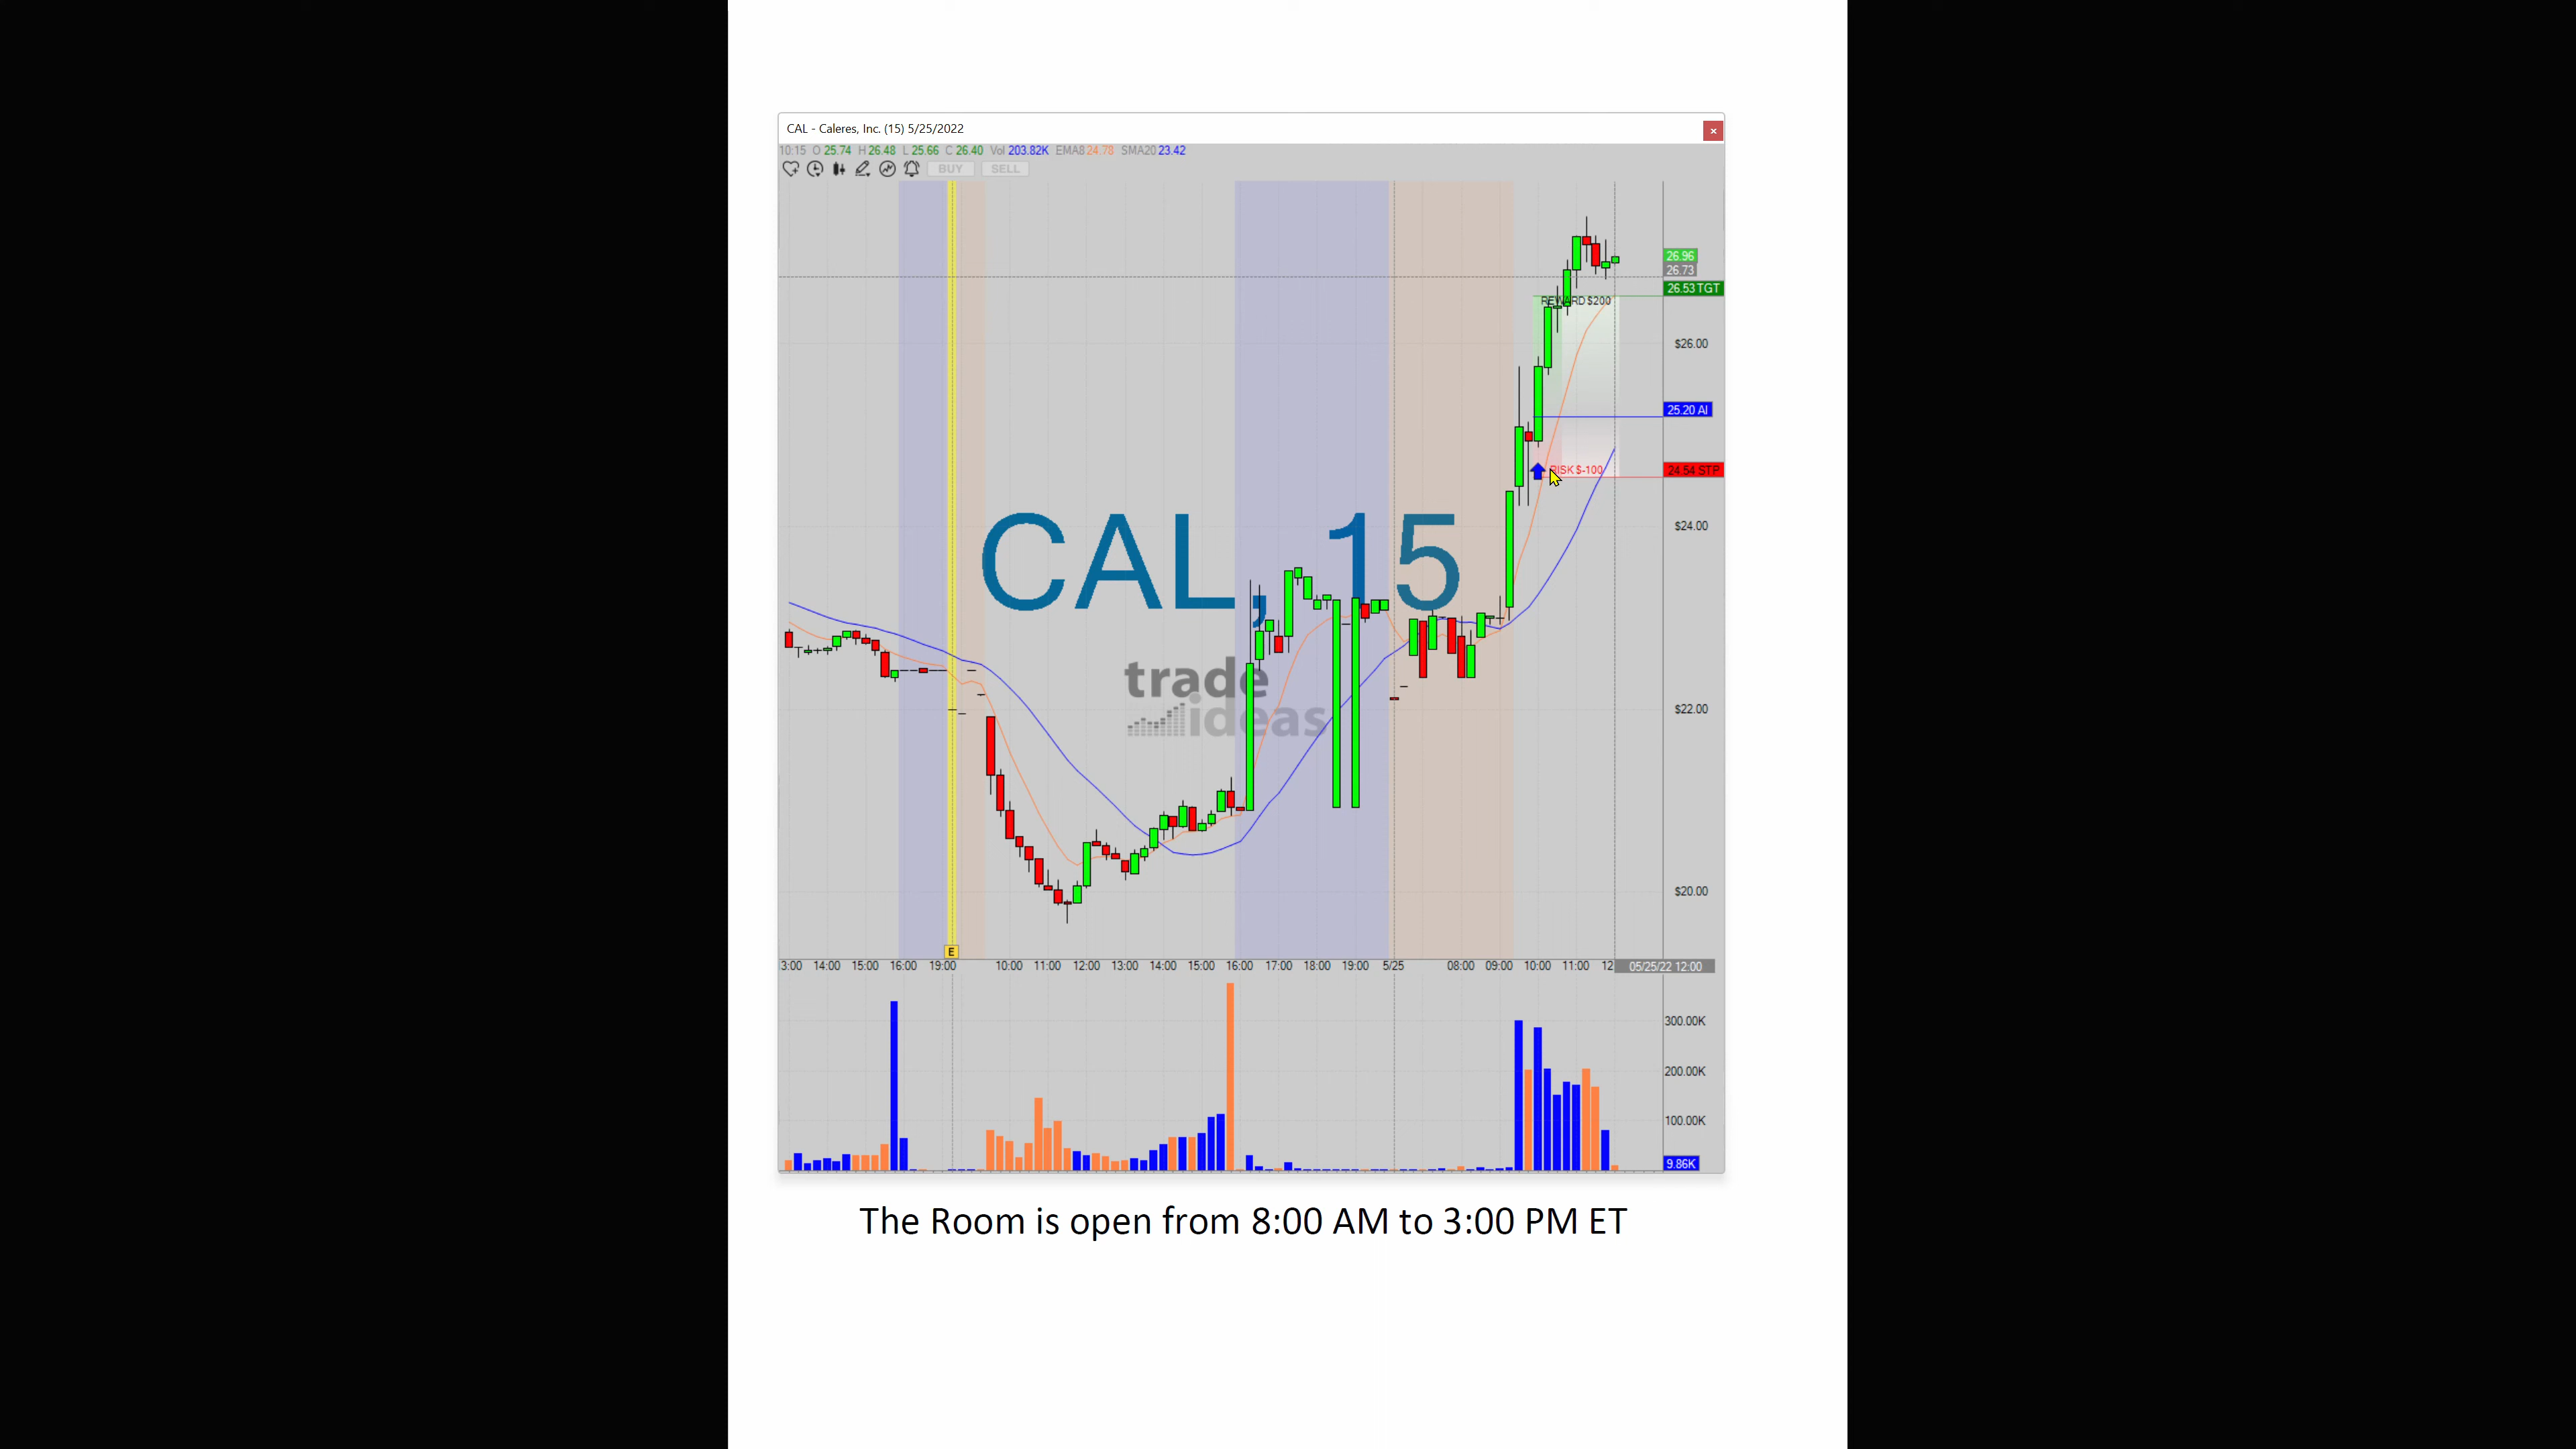 CAL - Caleres, Inc. (15) 5/25/2022
×
10:15 O 25.74 H 26.48 L 25.66 C 26.40 Vol 203.82K EMA8 24.78 SMA20 23.42
BUY SELL
26.96
26.73
26.53 TGT
REWARD $200
$26.00
25.20 AI
RISK $-100
24.54 STP
$24.00
CAL, 15
trade
ideas
$22.00
$20.00
E
3:00 14:00 15:00 16:00 19:00 10:00 11:00 12:00 13:00 14:00 15:00 16:00 17:00 18:00 19:00 5/25 08:00 09:00 10:00 11:00 12 05/25/22 12:00
300.00K
200.00K
100.00K
9.86K
The Room is open from 8:00 AM to 3:00 PM ET